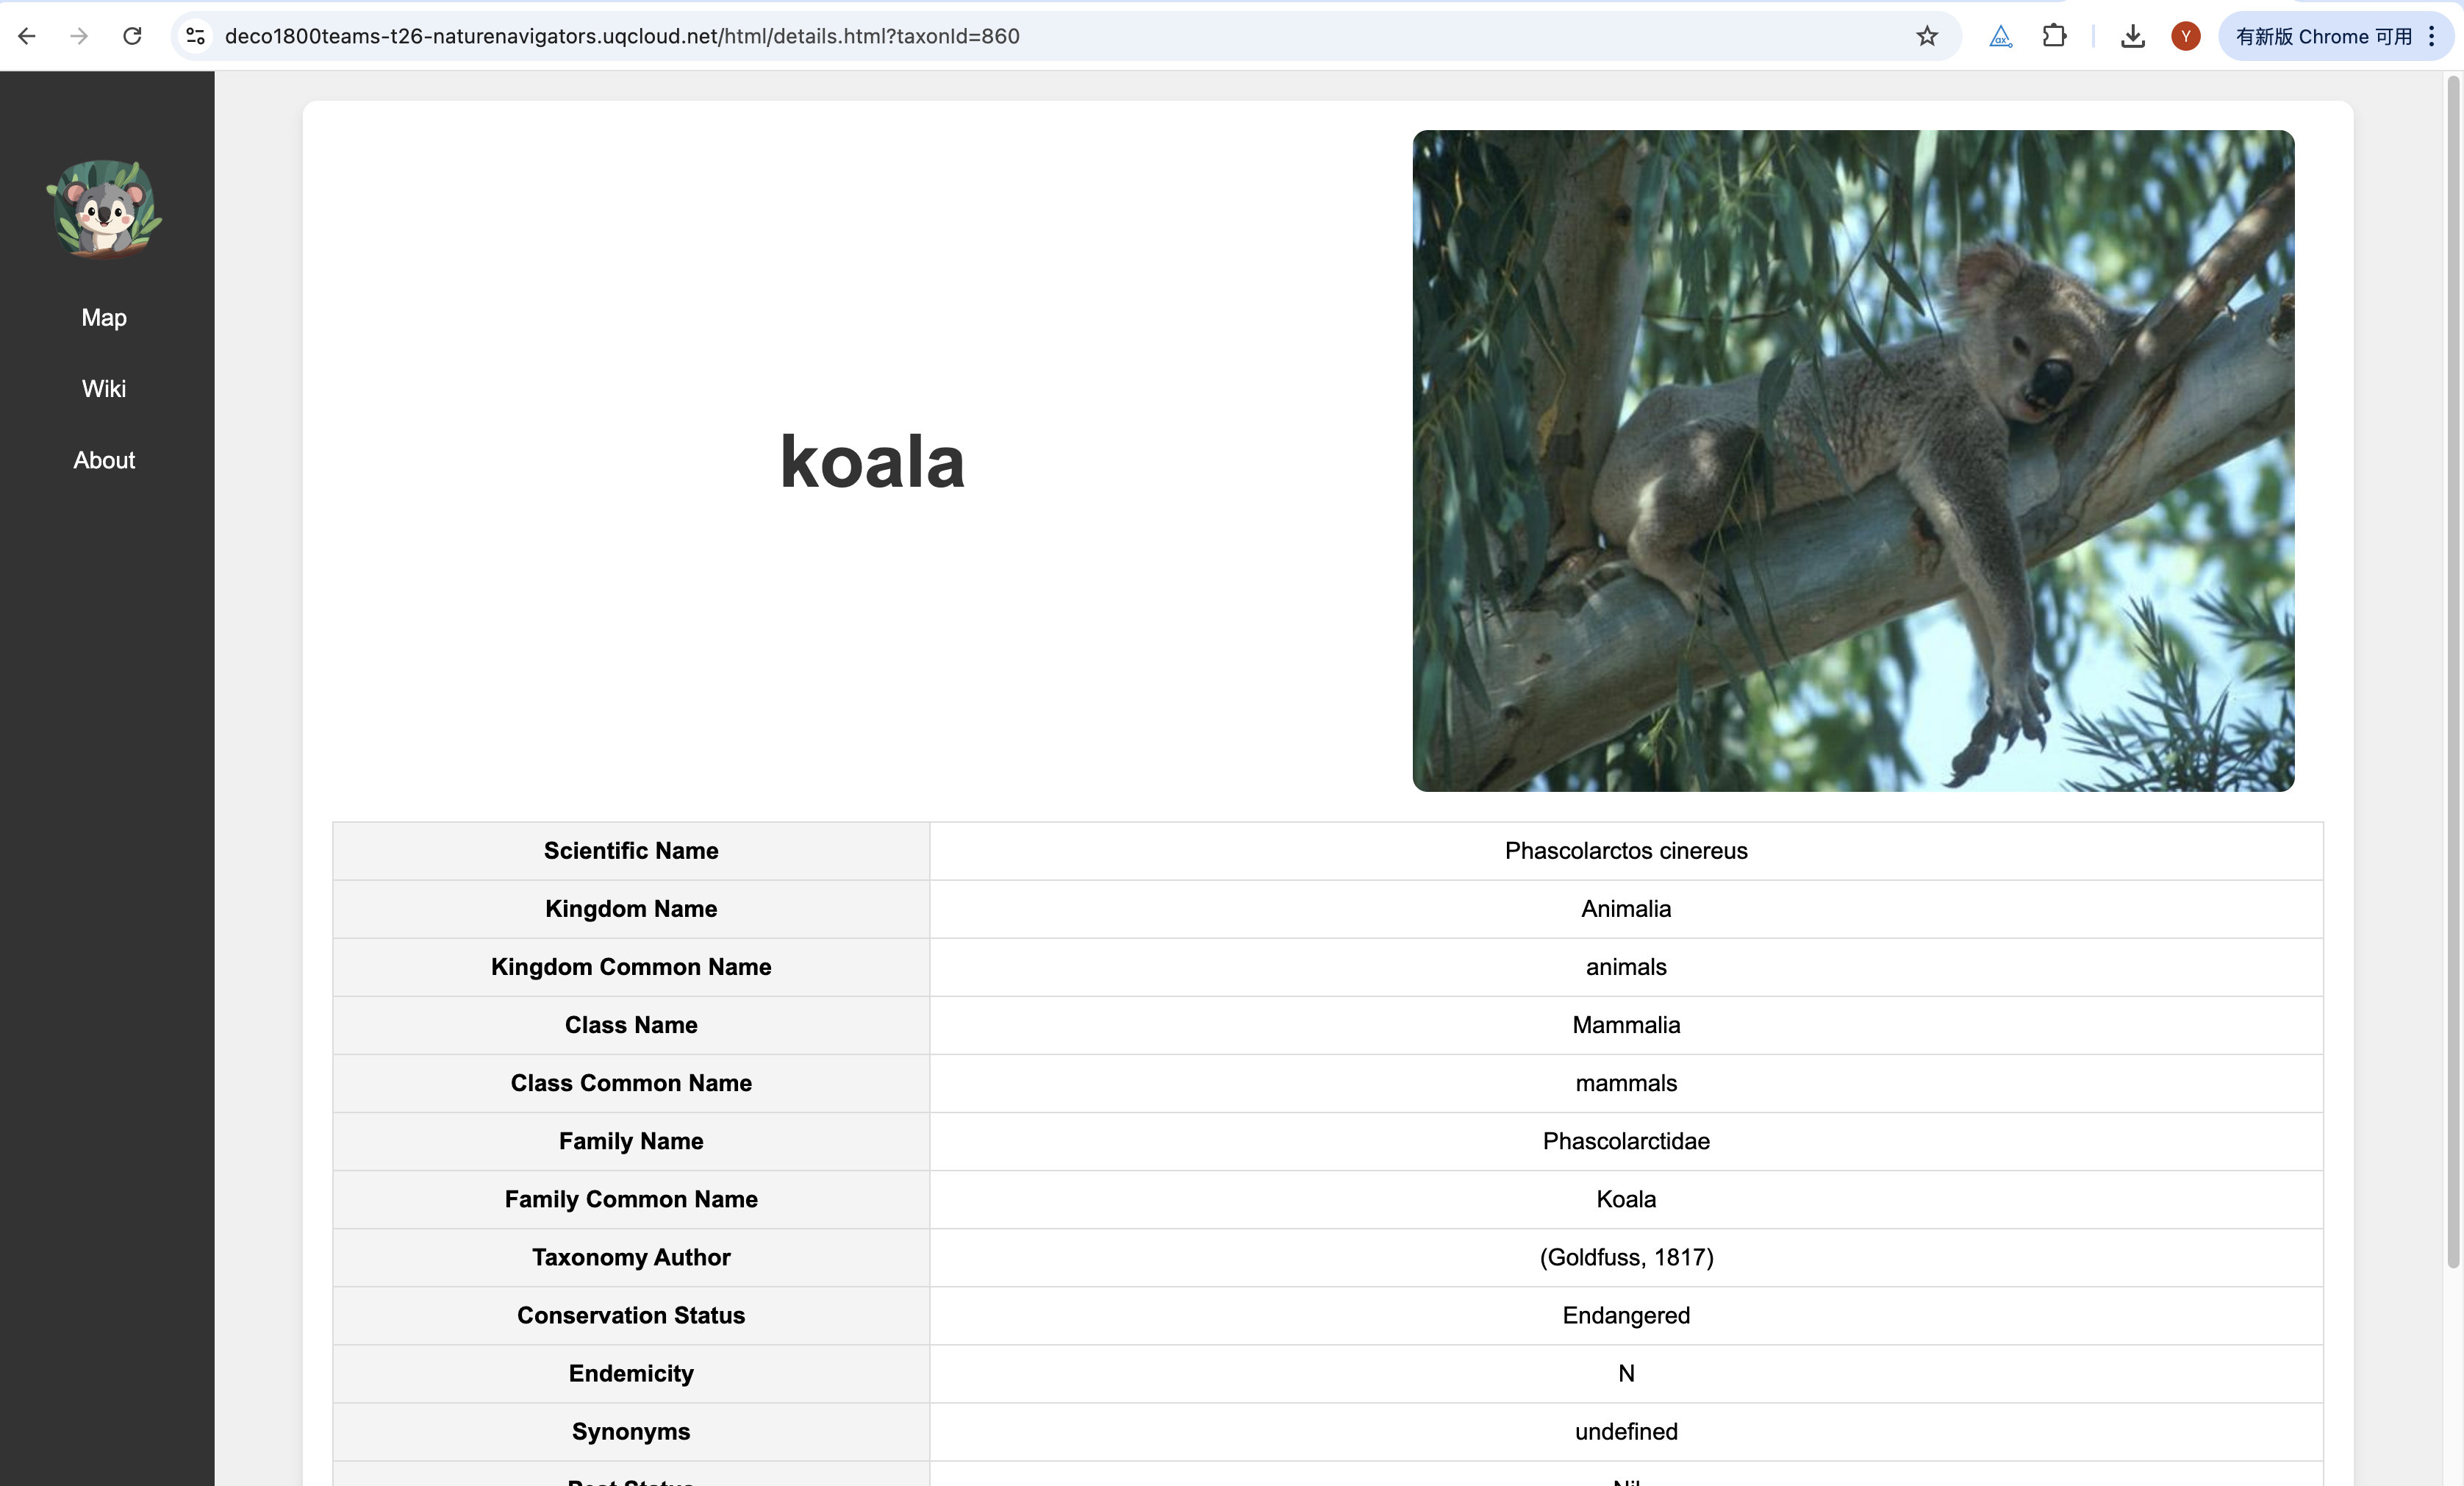 deco1800teams-t26-naturenavigators.uqcloud.net/html/details.html?taxonId=860
Y
有新版 Chrome 可用
Map
Wiki
About
koala
Scientific Name Phascolarctos cinereus
Kingdom Name Animalia
Kingdom Common Name animals
Class Name Mammalia
Class Common Name mammals
Family Name Phascolarctidae
Family Common Name Koala
Taxonomy Author (Goldfuss, 1817)
Conservation Status Endangered
Endemicity N
Synonyms undefined